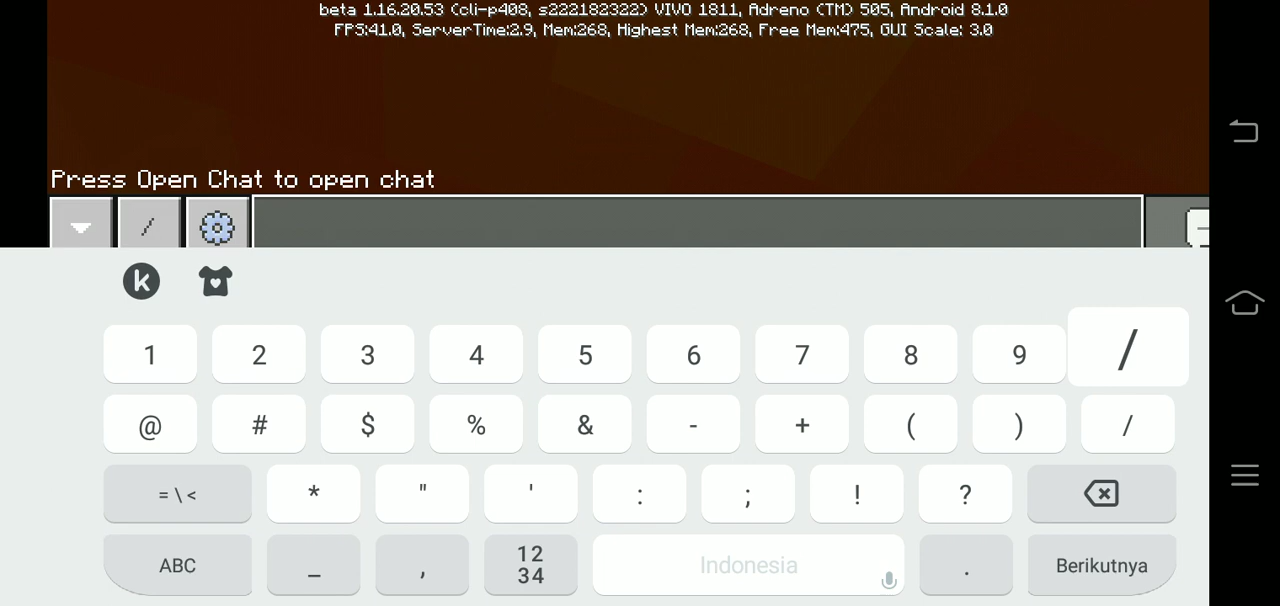 beta 1.16.20.53 (cli-p408, s222182322) VIVO 1811, Adreno (TM) 505, Android 8.1.0
FPS:41.0, ServerTime:2.9, Mem:268, Highest Mem:268, Free Mem:475, GUI Scale: 3.0
Press Open Chat to open chat
/
k
1 2 3 4 5 6 7 8 9 /
@ # $ % & - + ( ) /
= \ < * " ' : ; ! ?
ABC _ , 12 34 Indonesia . Berikutnya